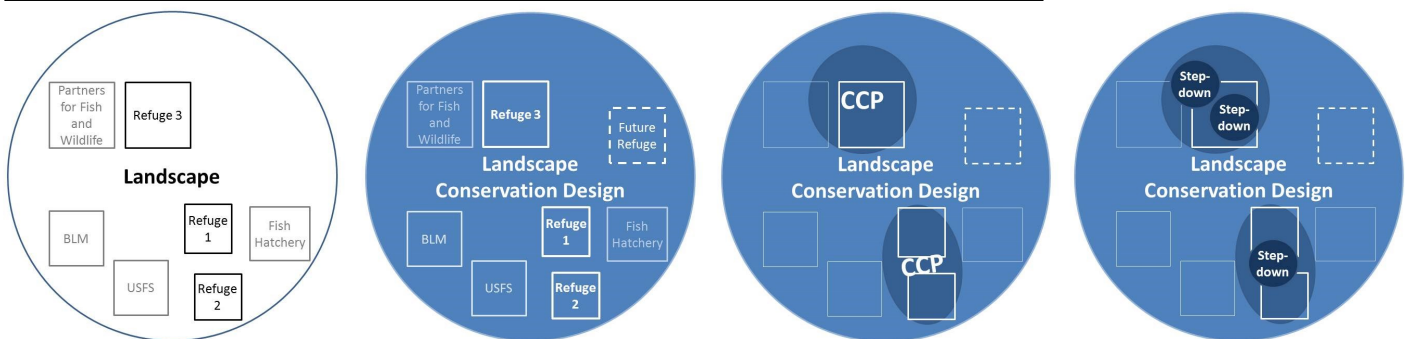 Partners
for Fish
and
Wildlife
Refuge 3
Landscape
Refuge
1
Fish
Hatchery
BLM
USFS
Refuge
2
Partners
for Fish
and
Wildlife
Refuge 3
Future
Refuge
Landscape
Conservation Design
Refuge
1
Fish
Hatchery
BLM
USFS
Refuge
2
CCP
Landscape
Conservation Design
CCP
Step-
down
Step-
down
Landscape
Conservation Design
Step-
down